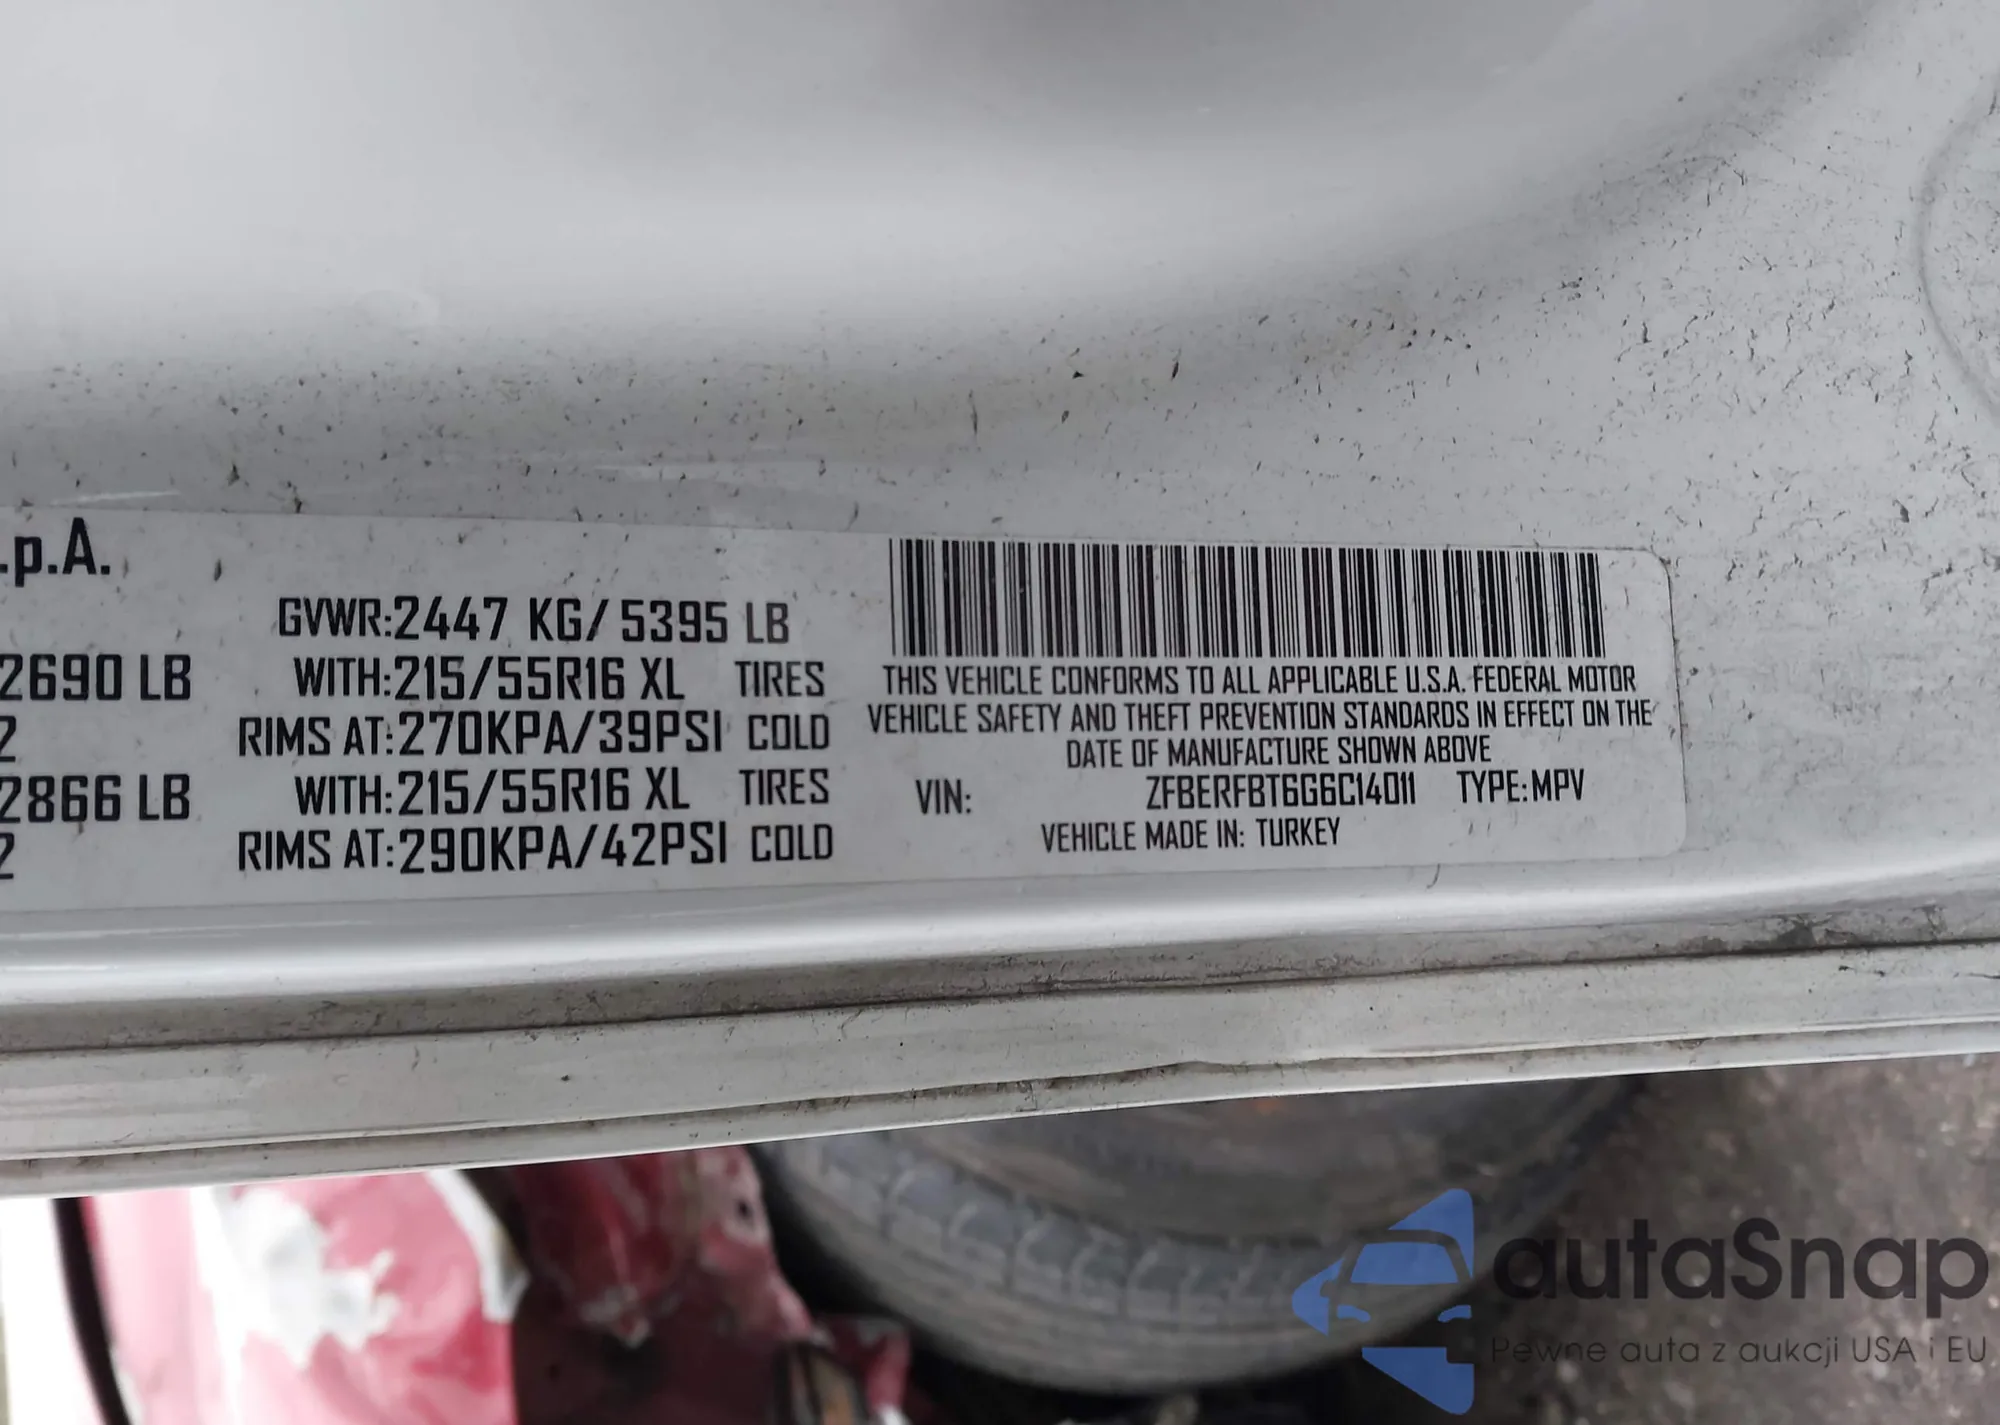 .p.A.
GVWR:2447 KG/ 5395 LB
2690 LB WITH:215/55R16 XL TIRES
2 RIMS AT:270KPA/39PSI COLD
2866 LB WITH:215/55R16 XL TIRES
2 RIMS AT:290KPA/42PSI COLD
THIS VEHICLE CONFORMS TO ALL APPLICABLE U.S.A. FEDERAL MOTOR
VEHICLE SAFETY AND THEFT PREVENTION STANDARDS IN EFFECT ON THE
DATE OF MANUFACTURE SHOWN ABOVE
VIN: ZFBERFBT6G6C14011 TYPE:MPV
VEHICLE MADE IN: TURKEY
autaSnap
Pewne auta z aukcji USA i EU